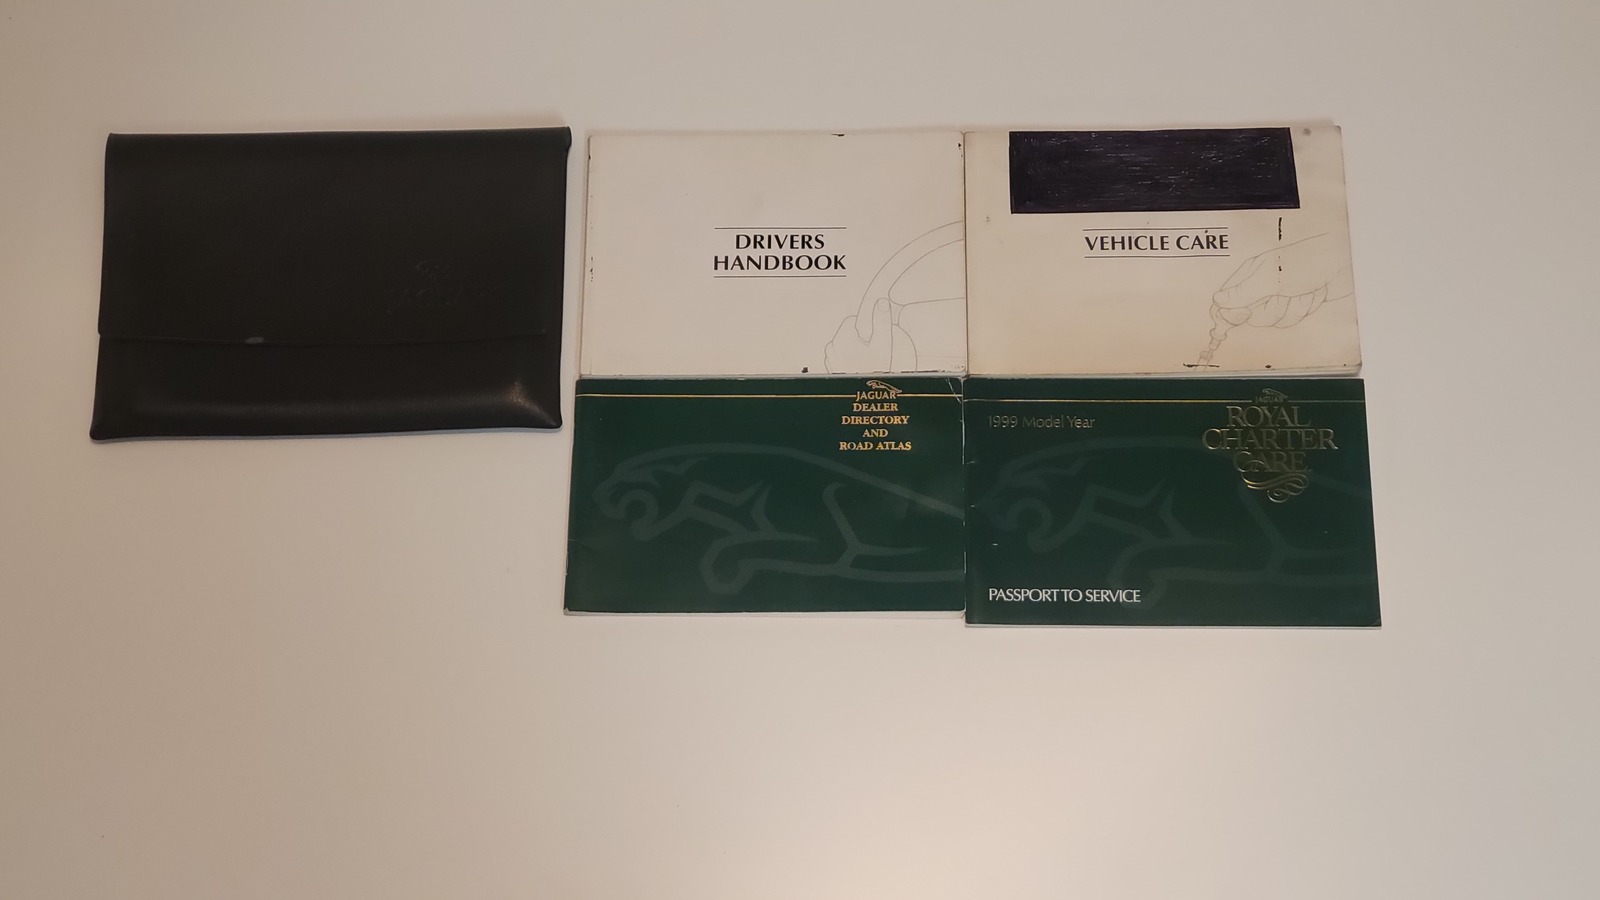 DRIVERS
HANDBOOK
VEHICLE CARE
JAGUAR
DEALER
DIRECTORY
AND
ROAD ATLAS
1999 Model Year
JAGUAR
ROYAL
CHARTER
CARE
PASSPORT TO SERVICE